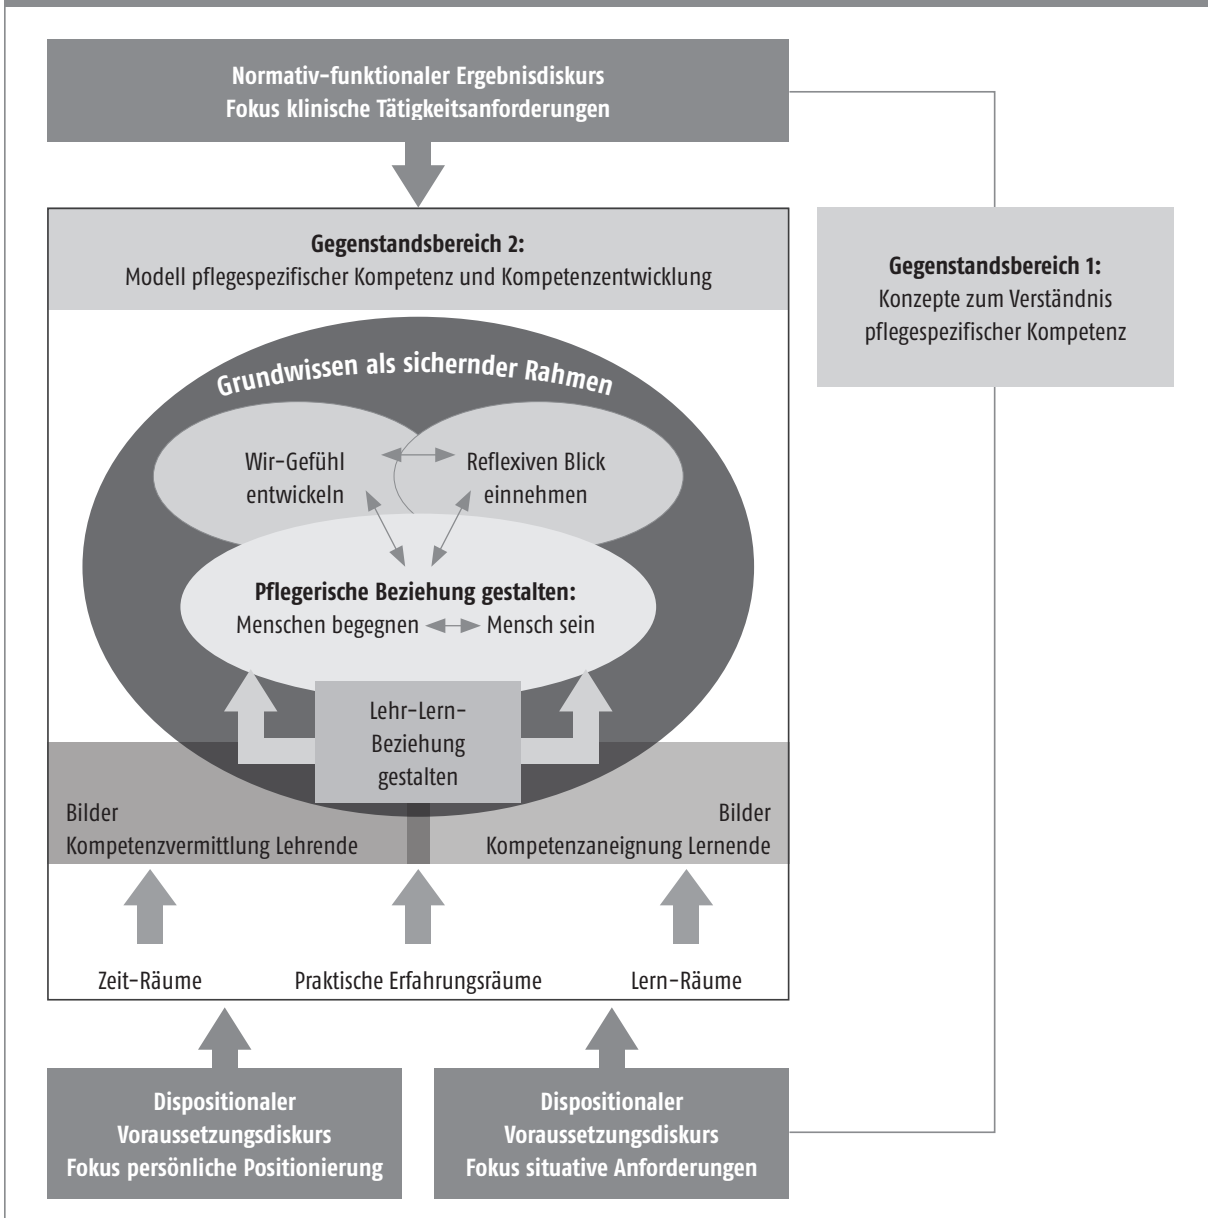 Normativ-funktionaler Ergebnisdiskurs
Fokus klinische Tätigkeitsanforderungen
Gegenstandsbereich 2:
Modell pflegespezifischer Kompetenz und Kompetenzentwicklung
Gegenstandsbereich 1:
Konzepte zum Verständnis
pflegespezifischer Kompetenz
Grundwissen als sichernder Rahmen
Wir-Gefühl
entwickeln
Reflexiven Blick
einnehmen
Pflegerische Beziehung gestalten:
Menschen begegnen Mensch sein
Lehr-Lern-
Beziehung
gestalten
Bilder
Kompetenzvermittlung Lehrende
Bilder
Kompetenzaneignung Lernende
Zeit-Räume
Praktische Erfahrungsräume
Lern-Räume
Dispositionaler
Voraussetzungsdiskurs
Fokus persönliche Positionierung
Dispositionaler
Voraussetzungsdiskurs
Fokus situative Anforderungen